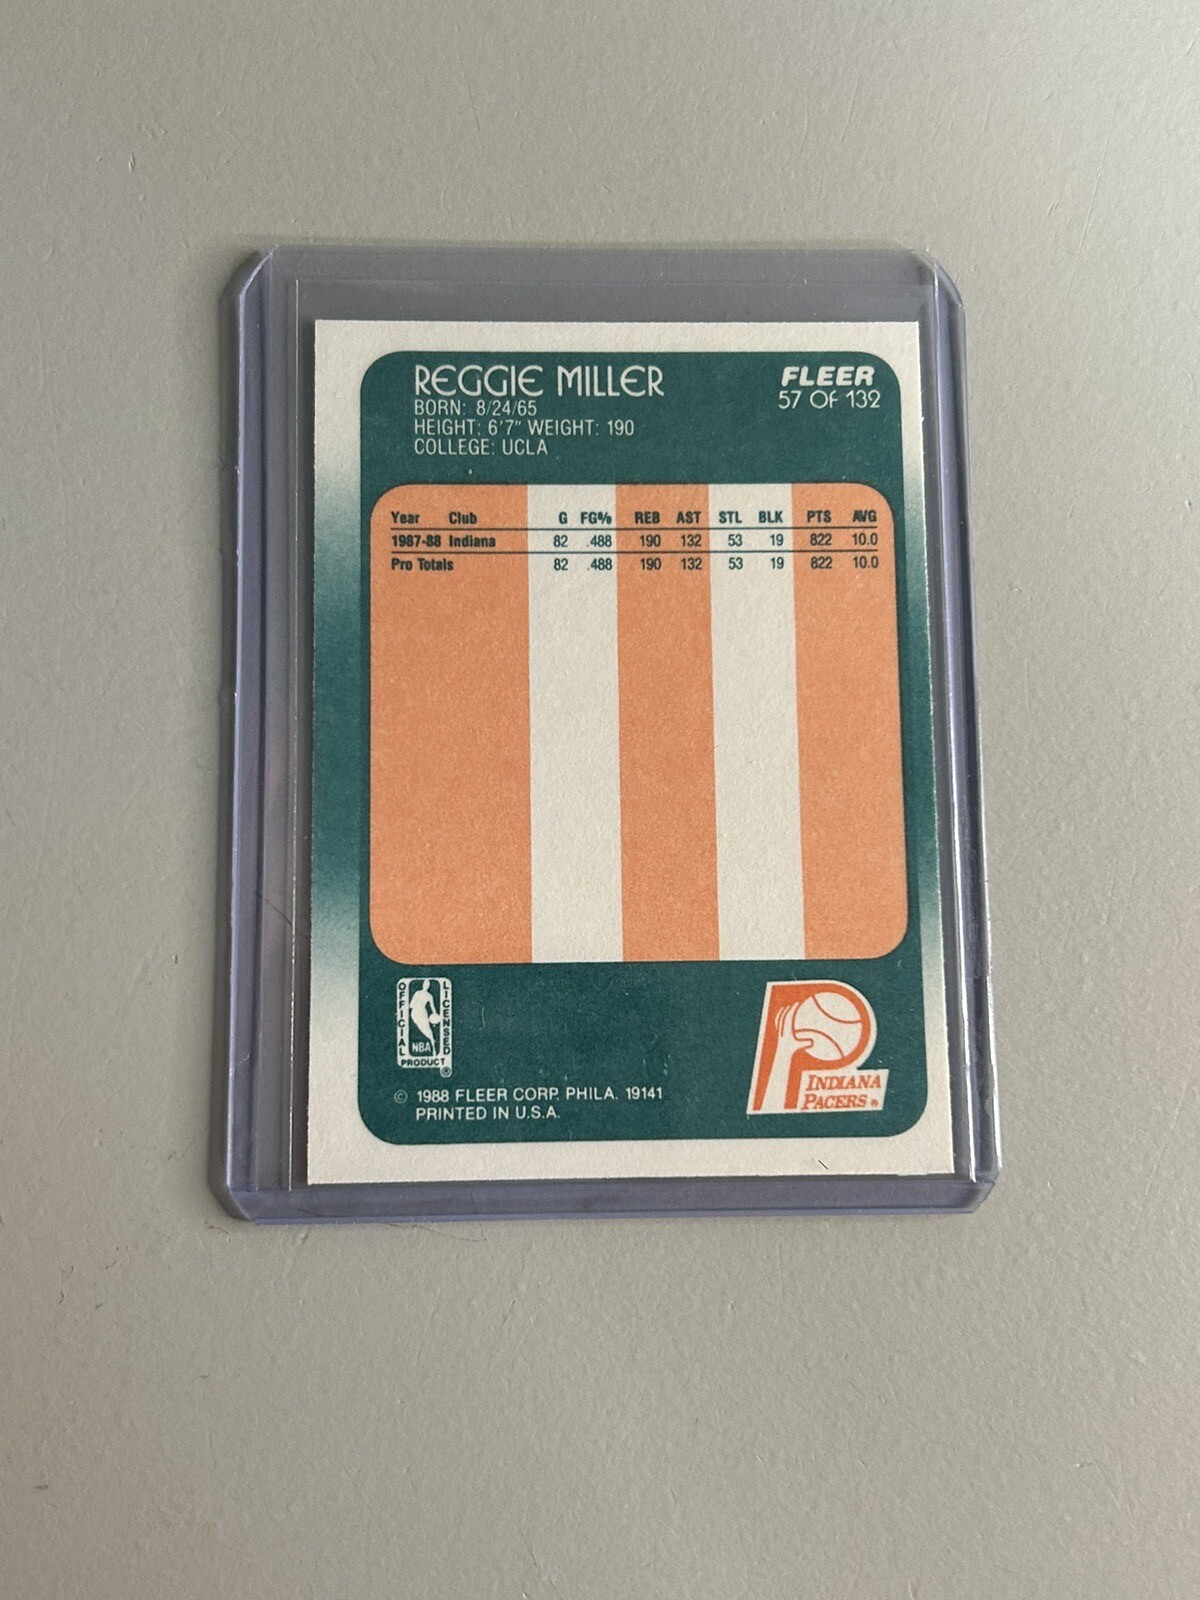 REGGIE MILLER
BORN: 8/24/65
HEIGHT: 6'7" WEIGHT: 190
COLLEGE: UCLA
FLEER
57 OF 132
Year Club G FG% REB AST STL BLK PTS AVG
1987-88 Indiana 82 .488 190 132 53 19 822 10.0
Pro Totals 82 .488 190 132 53 19 822 10.0
OFFICIAL LICENSED
NBA
PRODUCT ®
© 1988 FLEER CORP. PHILA. 19141
PRINTED IN U.S.A.
INDIANA
PACERS ®